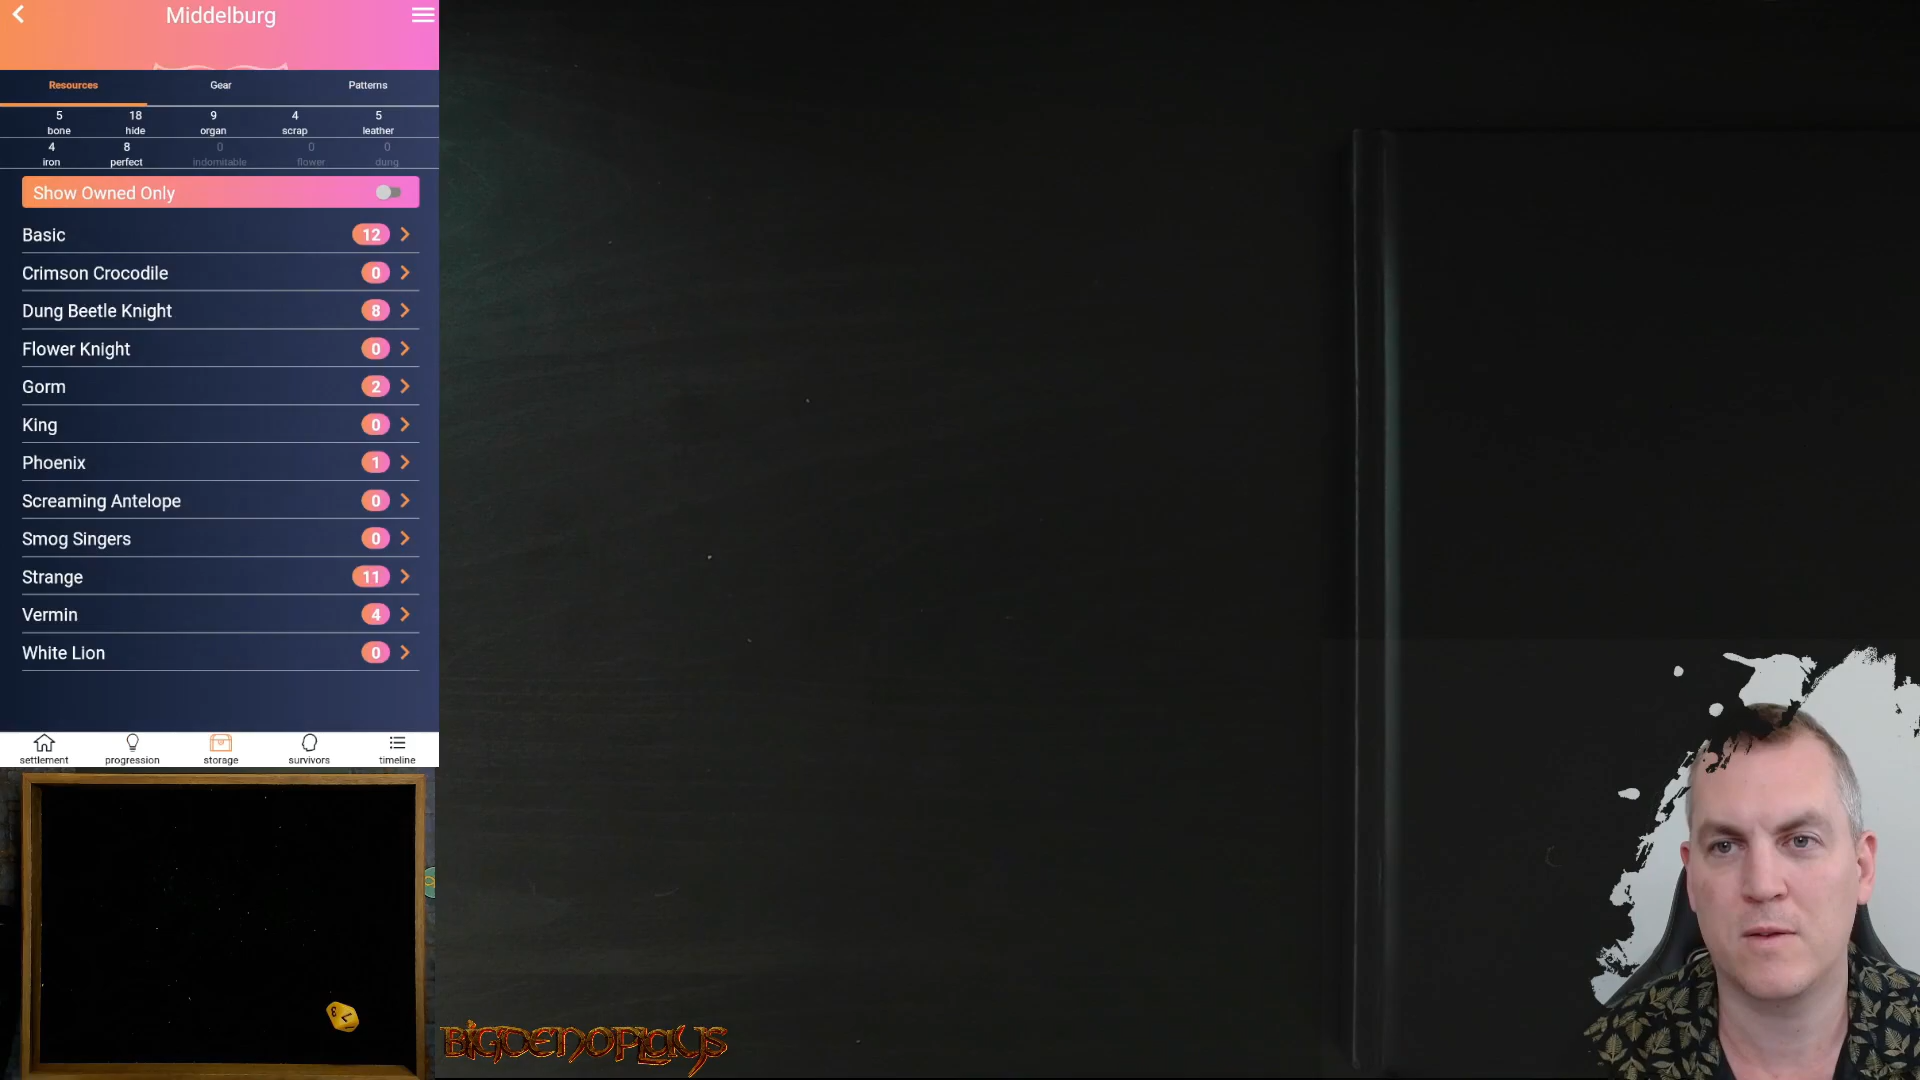 Middelburg
Resources Gear Patterns
5 18 9 4 5
bone hide organ scrap leather
4 8 0 0 0
iron perfect indomitable flower dung
Show Owned Only
Basic 12
Crimson Crocodile 0
Dung Beetle Knight 8
Flower Knight 0
Gorm 2
King 0
Phoenix 1
Screaming Antelope 0
Smog Singers 0
Strange 11
Vermin 4
White Lion 0
settlement progression storage survivors timeline
7
3
BIGDENOPLAYS